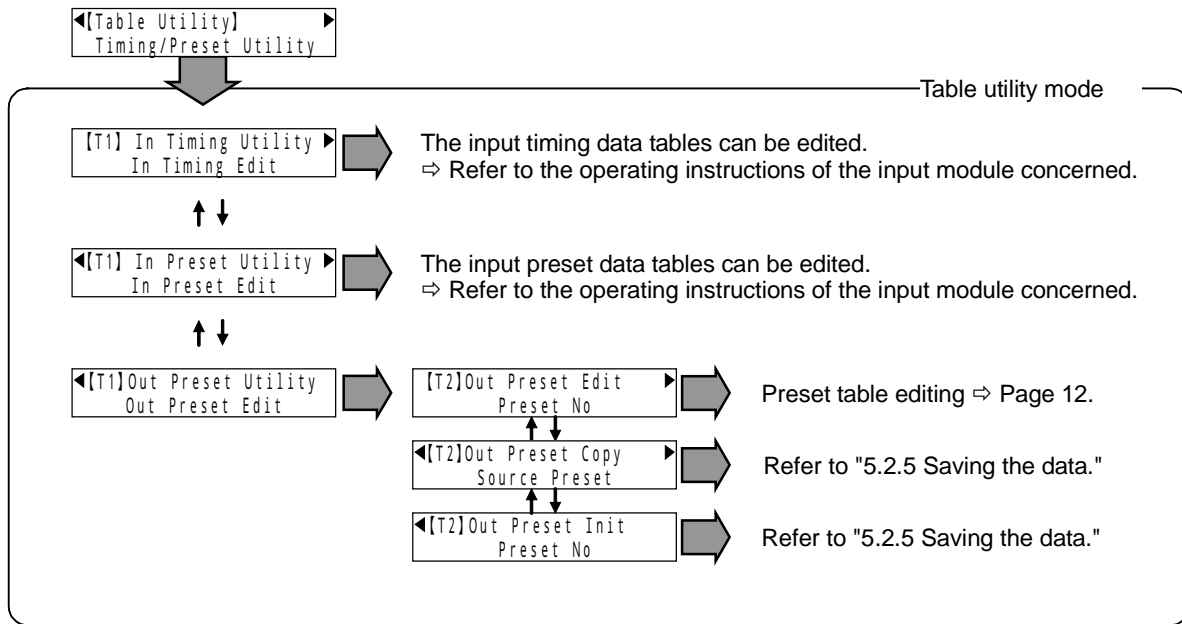 ◀【Table Utility】 ▶
Timing/Preset Utility
Table utility mode
【T1】 In Timing Utility ▶
In Timing Edit
The input timing data tables can be edited.
⇨ Refer to the operating instructions of the input module concerned.
◀【T1】 In Preset Utility ▶
In Preset Edit
The input preset data tables can be edited.
⇨ Refer to the operating instructions of the input module concerned.
◀【T1】Out Preset Utility
Out Preset Edit
【T2】Out Preset Edit ▶
Preset No
Preset table editing ⇨ Page 12.
◀【T2】Out Preset Copy ▶
Source Preset
Refer to "5.2.5 Saving the data."
◀【T2】Out Preset Init
Preset No
Refer to "5.2.5 Saving the data."